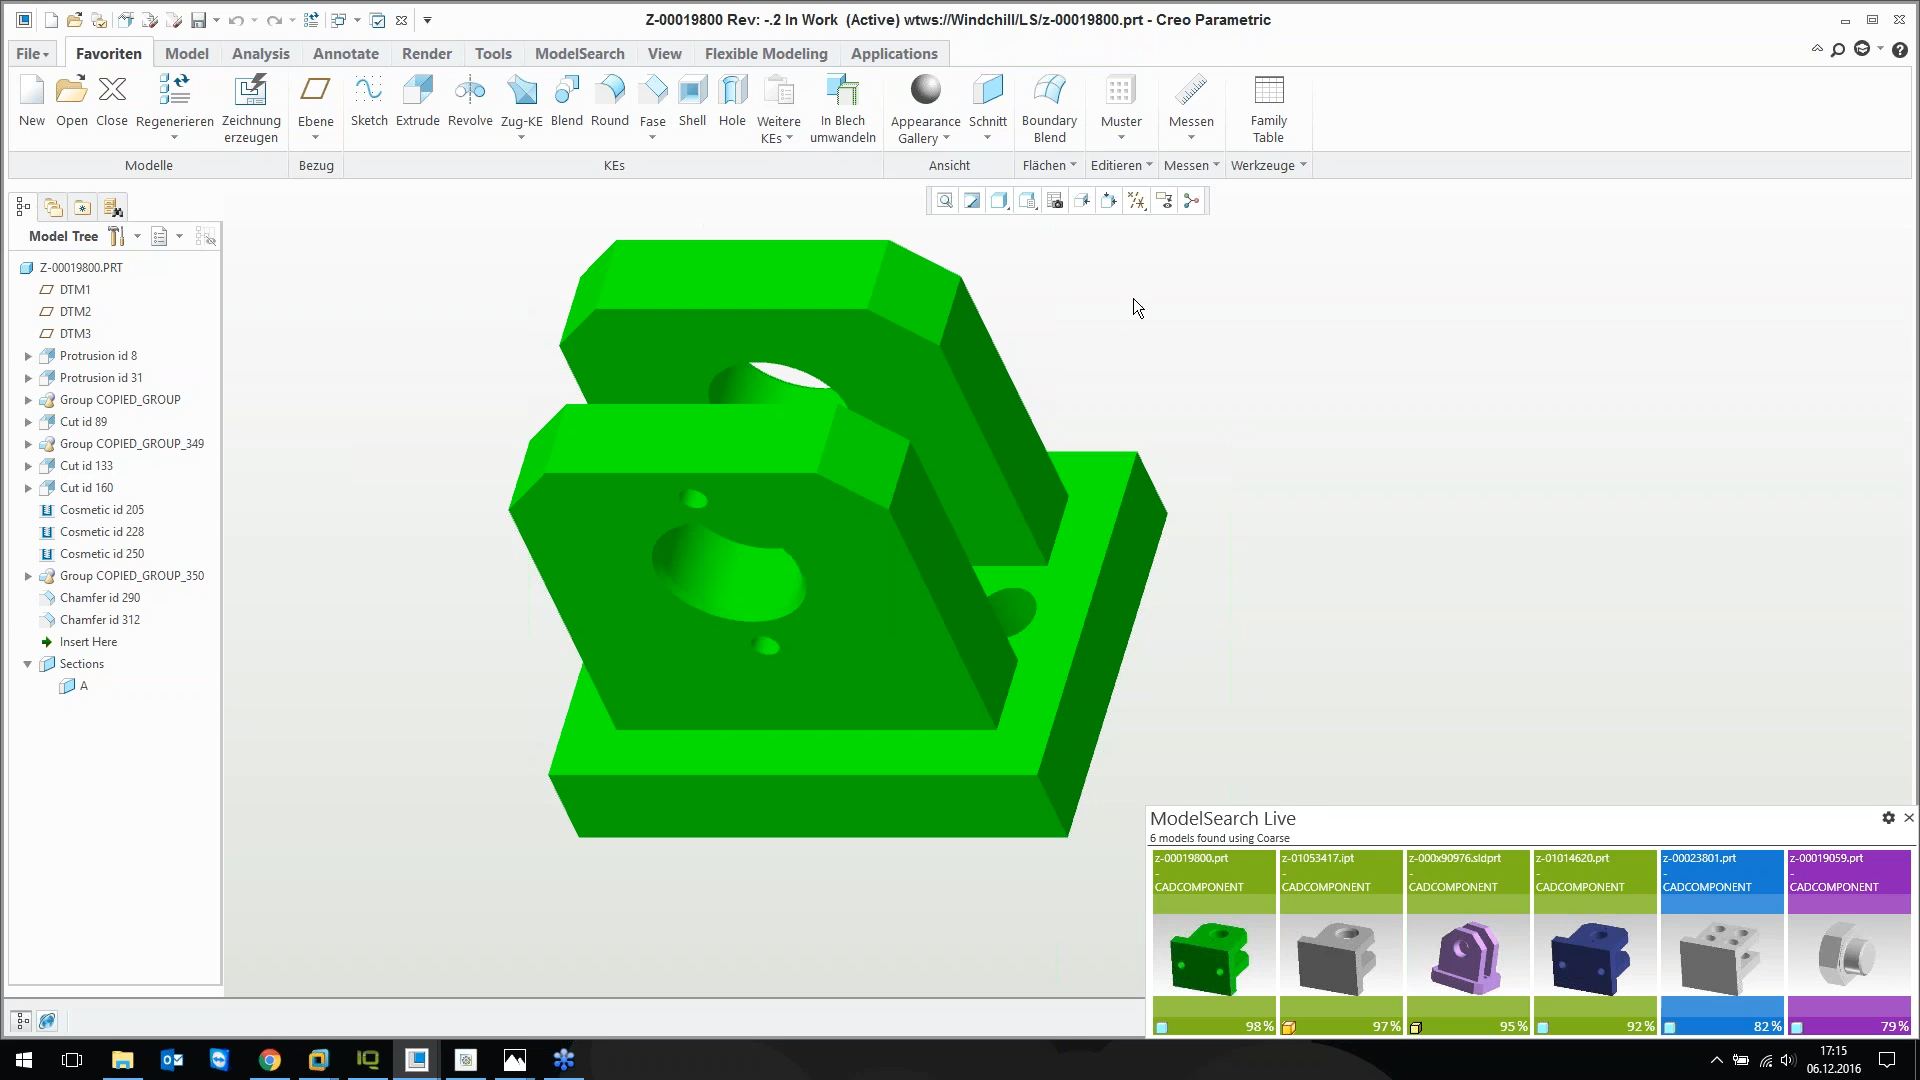 Z-00019800 Rev: -.2 In Work  (Active) wtws://Windchill/LS/z-00019800.prt - Creo Parametric
File
Favoriten
Model
Analysis
Annotate
Render
Tools
ModelSearch
View
Flexible Modeling
Applications
New
Open
Close
Regenerieren
Zeichnung
erzeugen
Ebene
Sketch
Extrude
Revolve
Zug-KE
Blend
Round
Fase
Shell
Hole
Weitere
KEs
In Blech
umwandeln
Appearance
Gallery
Schnitt
Boundary
Blend
Muster
Messen
Family
Table
Modelle
Bezug
KEs
Ansicht
Flächen
Editieren
Messen
Werkzeuge
Model Tree
Z-00019800.PRT
DTM1
DTM2
DTM3
Protrusion id 8
Protrusion id 31
Group COPIED_GROUP
Cut id 89
Group COPIED_GROUP_349
Cut id 133
Cut id 160
Cosmetic id 205
Cosmetic id 228
Cosmetic id 250
Group COPIED_GROUP_350
Chamfer id 290
Chamfer id 312
Insert Here
Sections
A
ModelSearch Live
6 models found using Coarse
z-00019800.prt
-
CADCOMPONENT
98%
z-01053417.ipt
-
CADCOMPONENT
97%
z-000x90976.sldprt
-
CADCOMPONENT
95%
z-01014620.prt
-
CADCOMPONENT
92%
z-00023801.prt
-
CADCOMPONENT
82%
z-00019059.prt
-
CADCOMPONENT
79%
IQ
17:15
06.12.2016